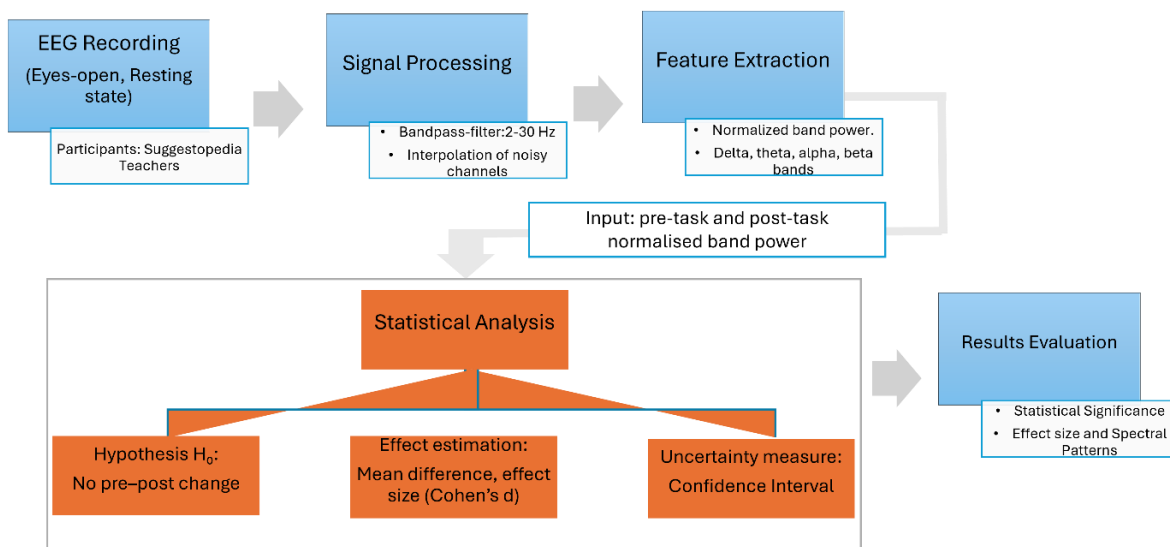 EEG Recording
(Eyes-open, Resting
state)
Participants: Suggestopedia
Teachers
Signal Processing
• Bandpass-filter:2-30 Hz
• Interpolation of noisy
channels
Feature Extraction
• Normalized band power.
• Delta, theta, alpha, beta
bands
Input: pre-task and post-task
normalised band power
Statistical Analysis
Hypothesis H₀:
No pre–post change
Effect estimation:
Mean difference, effect
size (Cohen's d)
Uncertainty measure:
Confidence Interval
Results Evaluation
• Statistical Significance
• Effect size and Spectral
Patterns